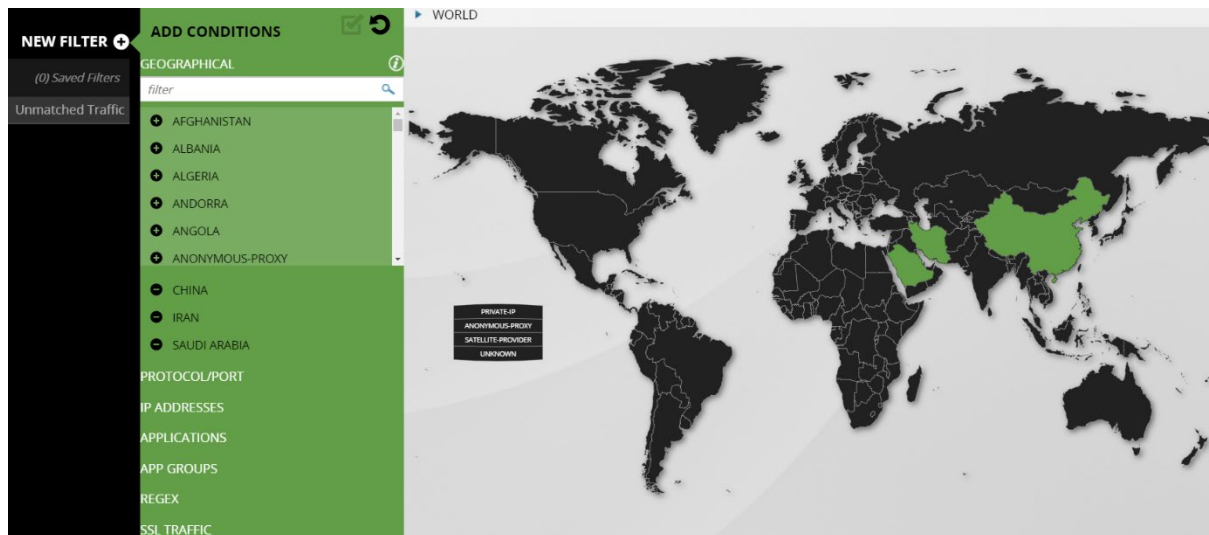 NEW FILTER
(0) Saved Filters
Unmatched Traffic
ADD CONDITIONS
GEOGRAPHICAL
filter
AFGHANISTAN
ALBANIA
ALGERIA
ANDORRA
ANGOLA
ANONYMOUS-PROXY
CHINA
IRAN
SAUDI ARABIA
PROTOCOL/PORT
IP ADDRESSES
APPLICATIONS
APP GROUPS
REGEX
SSL TRAFFIC
WORLD
PRIVATE-IP
ANONYMOUS-PROXY
SATELLITE-PROVIDER
UNKNOWN